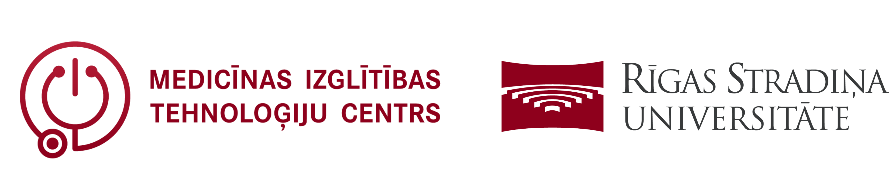 MEDICĪNAS IZGLĪTĪBAS
TEHNOLOĢIJU CENTRS
RĪGAS STRADIŅA
UNIVERSITĀTE